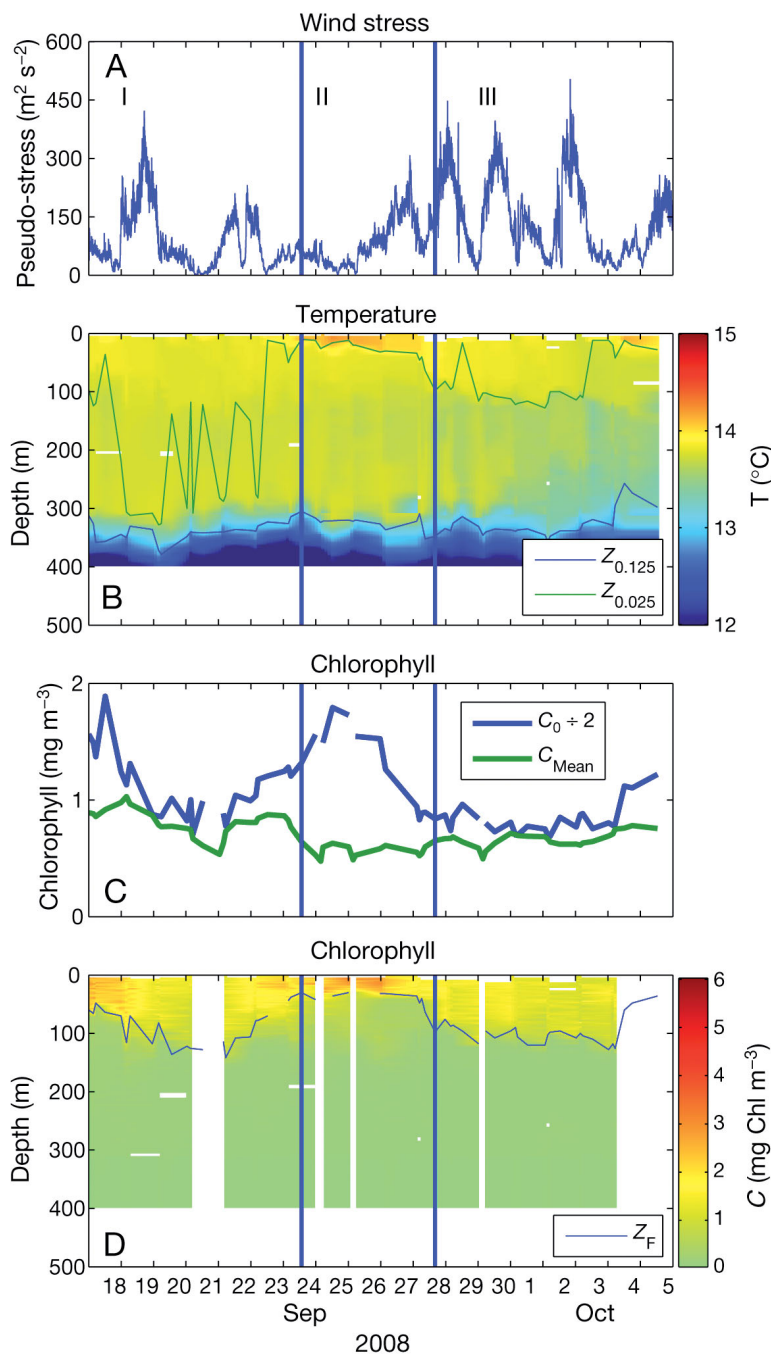 Wind stress
A
I
II
III
600
450
300
150
0
Pseudo-stress (m² s⁻²)
Temperature
0
100
200
300
400
500
Depth (m)
B
Z0.125
Z0.025
15
14
13
12
T (°C)
Chlorophyll
2
1
0
Chlorophyll (mg m⁻³)
C
C0 ÷ 2
CMean
Chlorophyll
0
100
200
300
400
500
Depth (m)
D
ZF
6
5
4
3
2
1
0
C (mg Chl m⁻³)
18 19 20 21 22 23 24 25 26 27 28 29 30 1 2 3 4 5
Sep Oct
2008